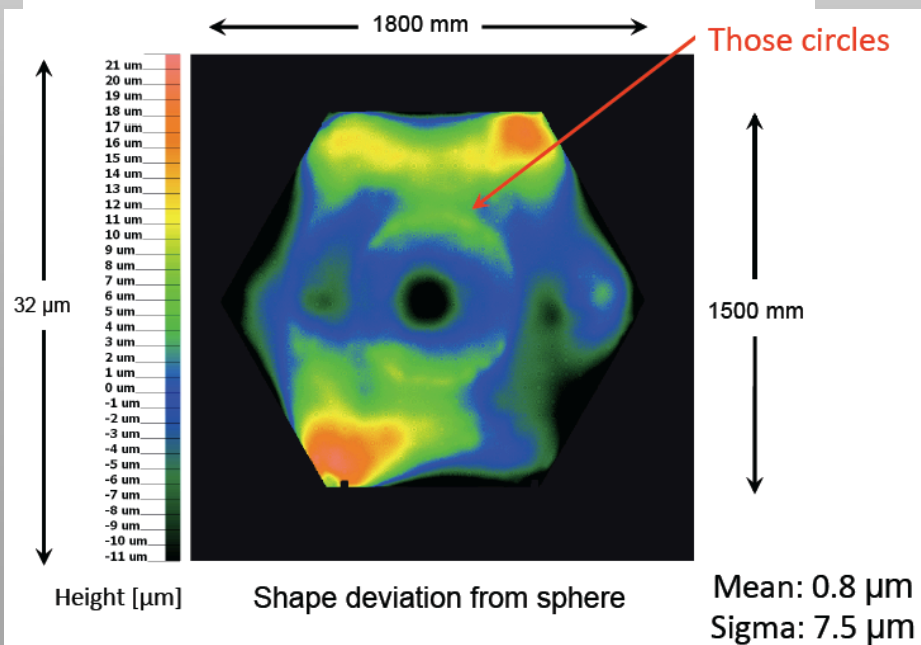 1800 mm
Those circles
21 um
20 um
19 um
18 um
17 um
16 um
15 um
14 um
13 um
12 um
11 um
10 um
9 um
8 um
7 um
6 um
5 um
4 um
3 um
2 um
1 um
0 um
-1 um
-2 um
-3 um
-4 um
-5 um
-6 um
-7 um
-8 um
-9 um
-10 um
-11 um
32 μm
1500 mm
Height [μm]
Shape deviation from sphere
Mean: 0.8 μm
Sigma: 7.5 μm